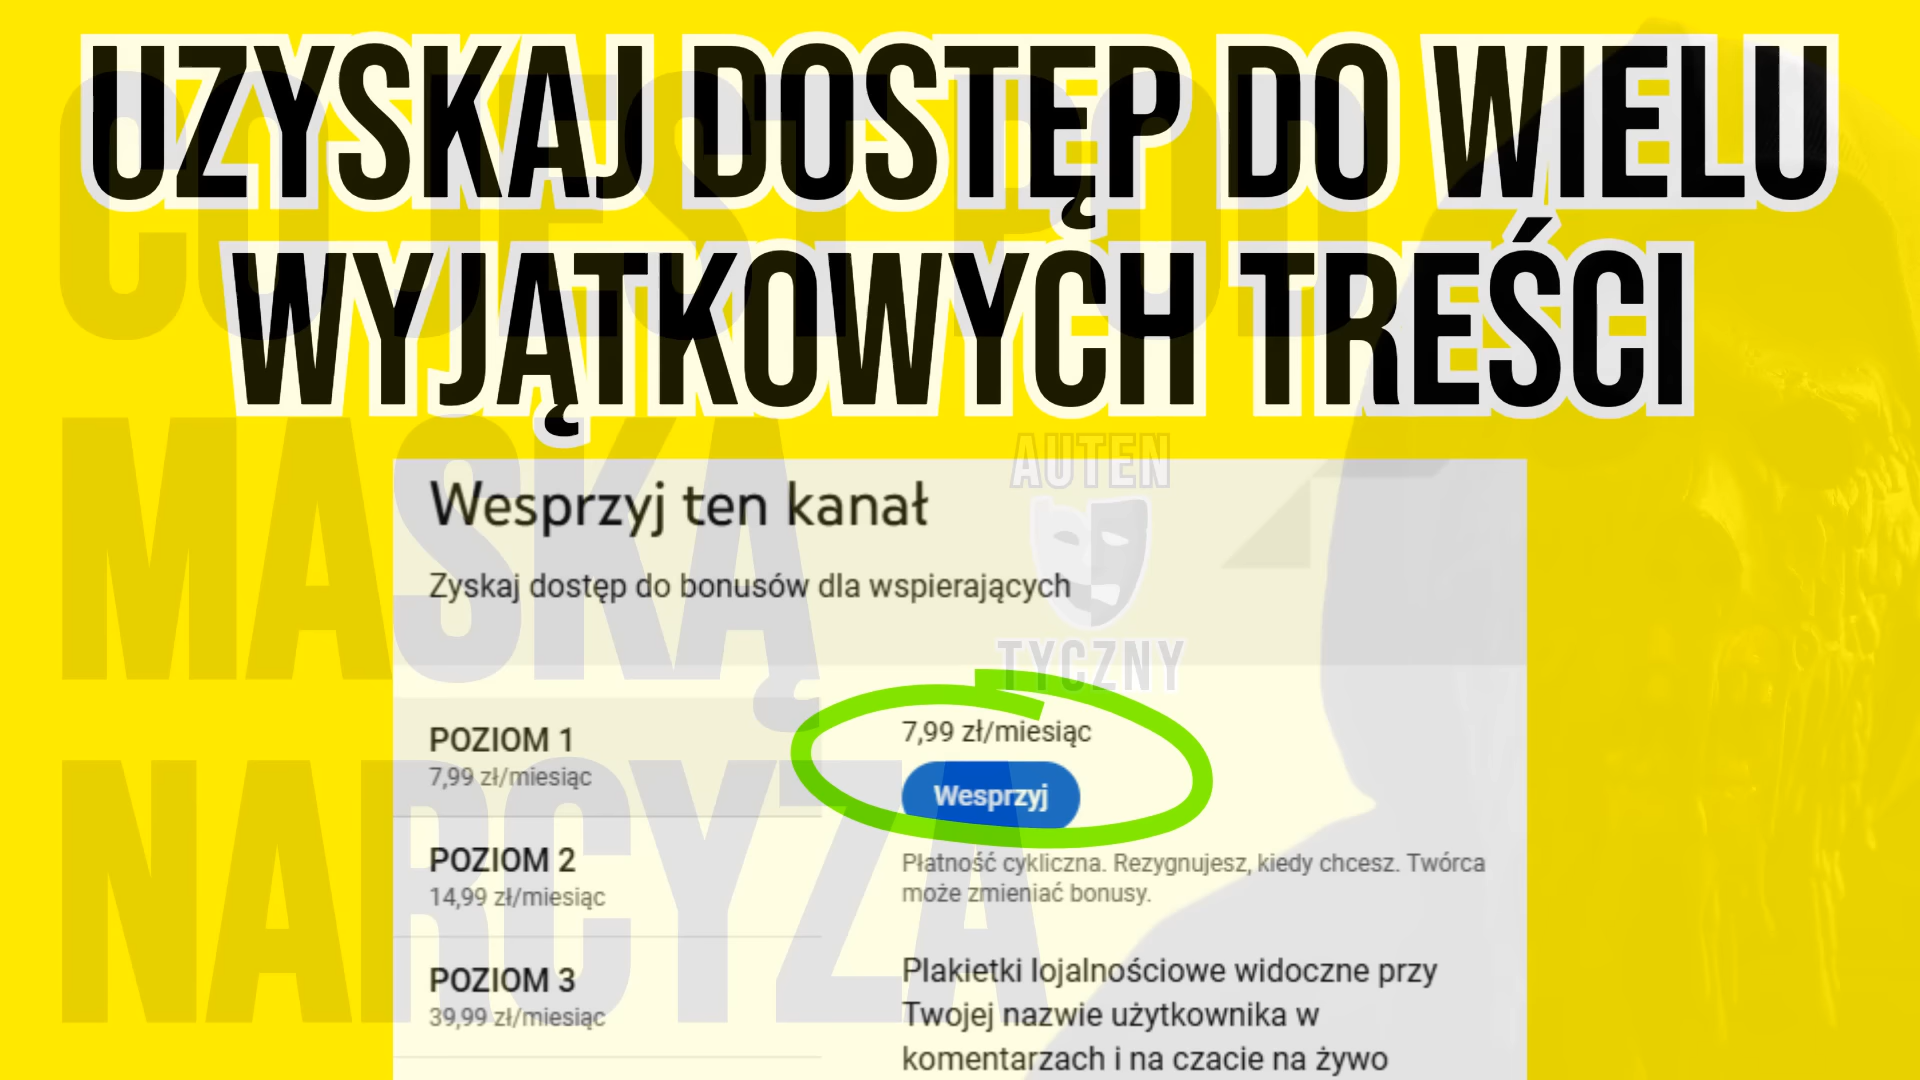 UZYSKAJ DOSTĘP DO WIELU
WYJĄTKOWYCH TREŚCI
CO JEST POD
MASKĄ
NARCYZA
AUTEN
TYCZNY
Wesprzyj ten kanał
Zyskaj dostęp do bonusów dla wspierających
POZIOM 1
7,99 zł/miesiąc
POZIOM 2
14,99 zł/miesiąc
POZIOM 3
39,99 zł/miesiąc
7,99 zł/miesiąc
Wesprzyj
Płatność cykliczna. Rezygnujesz, kiedy chcesz. Twórca
może zmieniać bonusy.
Plakietki lojalnościowe widoczne przy
Twojej nazwie użytkownika w
komentarzach i na czacie na żywo